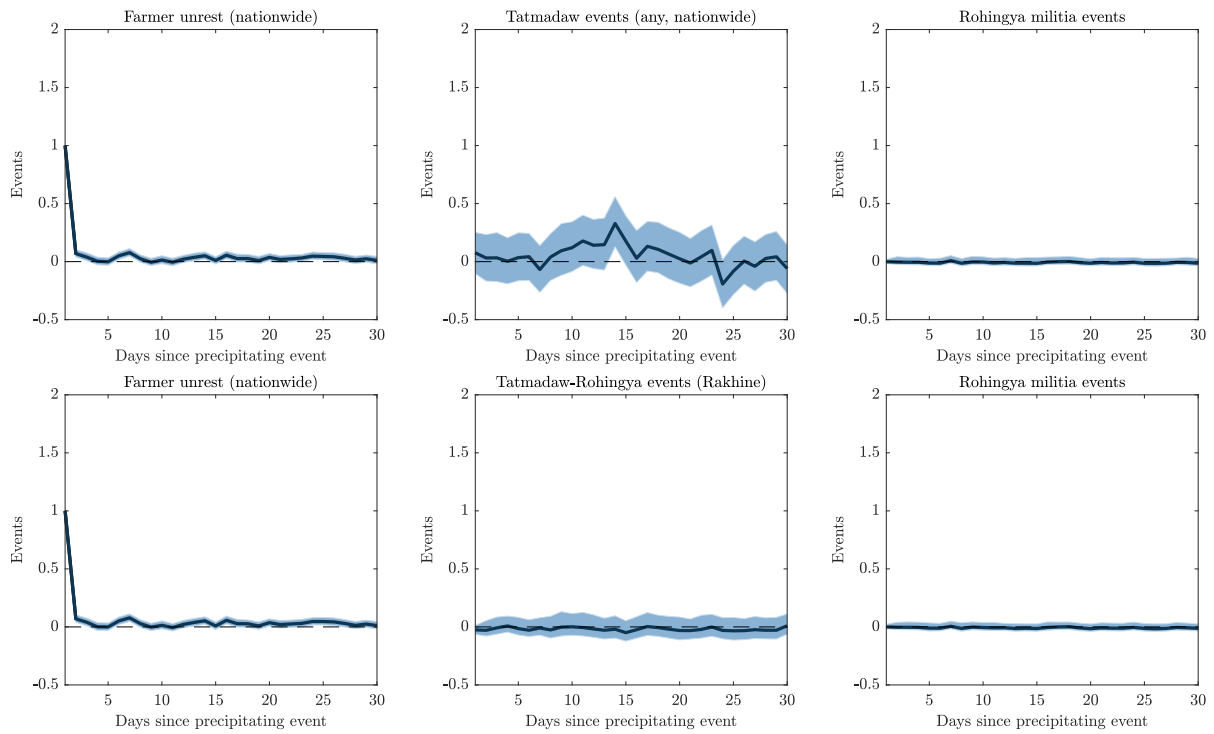 Farmer unrest (nationwide)
2
1.5
1
0.5
0
-0.5
Events
5 10 15 20 25 30
Days since precipitating event
Tatmadaw events (any, nationwide)
2
1.5
1
0.5
0
-0.5
Events
5 10 15 20 25 30
Days since precipitating event
Rohingya militia events
2
1.5
1
0.5
0
-0.5
Events
5 10 15 20 25 30
Days since precipitating event
Farmer unrest (nationwide)
2
1.5
1
0.5
0
-0.5
Events
5 10 15 20 25 30
Days since precipitating event
Tatmadaw-Rohingya events (Rakhine)
2
1.5
1
0.5
0
-0.5
Events
5 10 15 20 25 30
Days since precipitating event
Rohingya militia events
2
1.5
1
0.5
0
-0.5
Events
5 10 15 20 25 30
Days since precipitating event